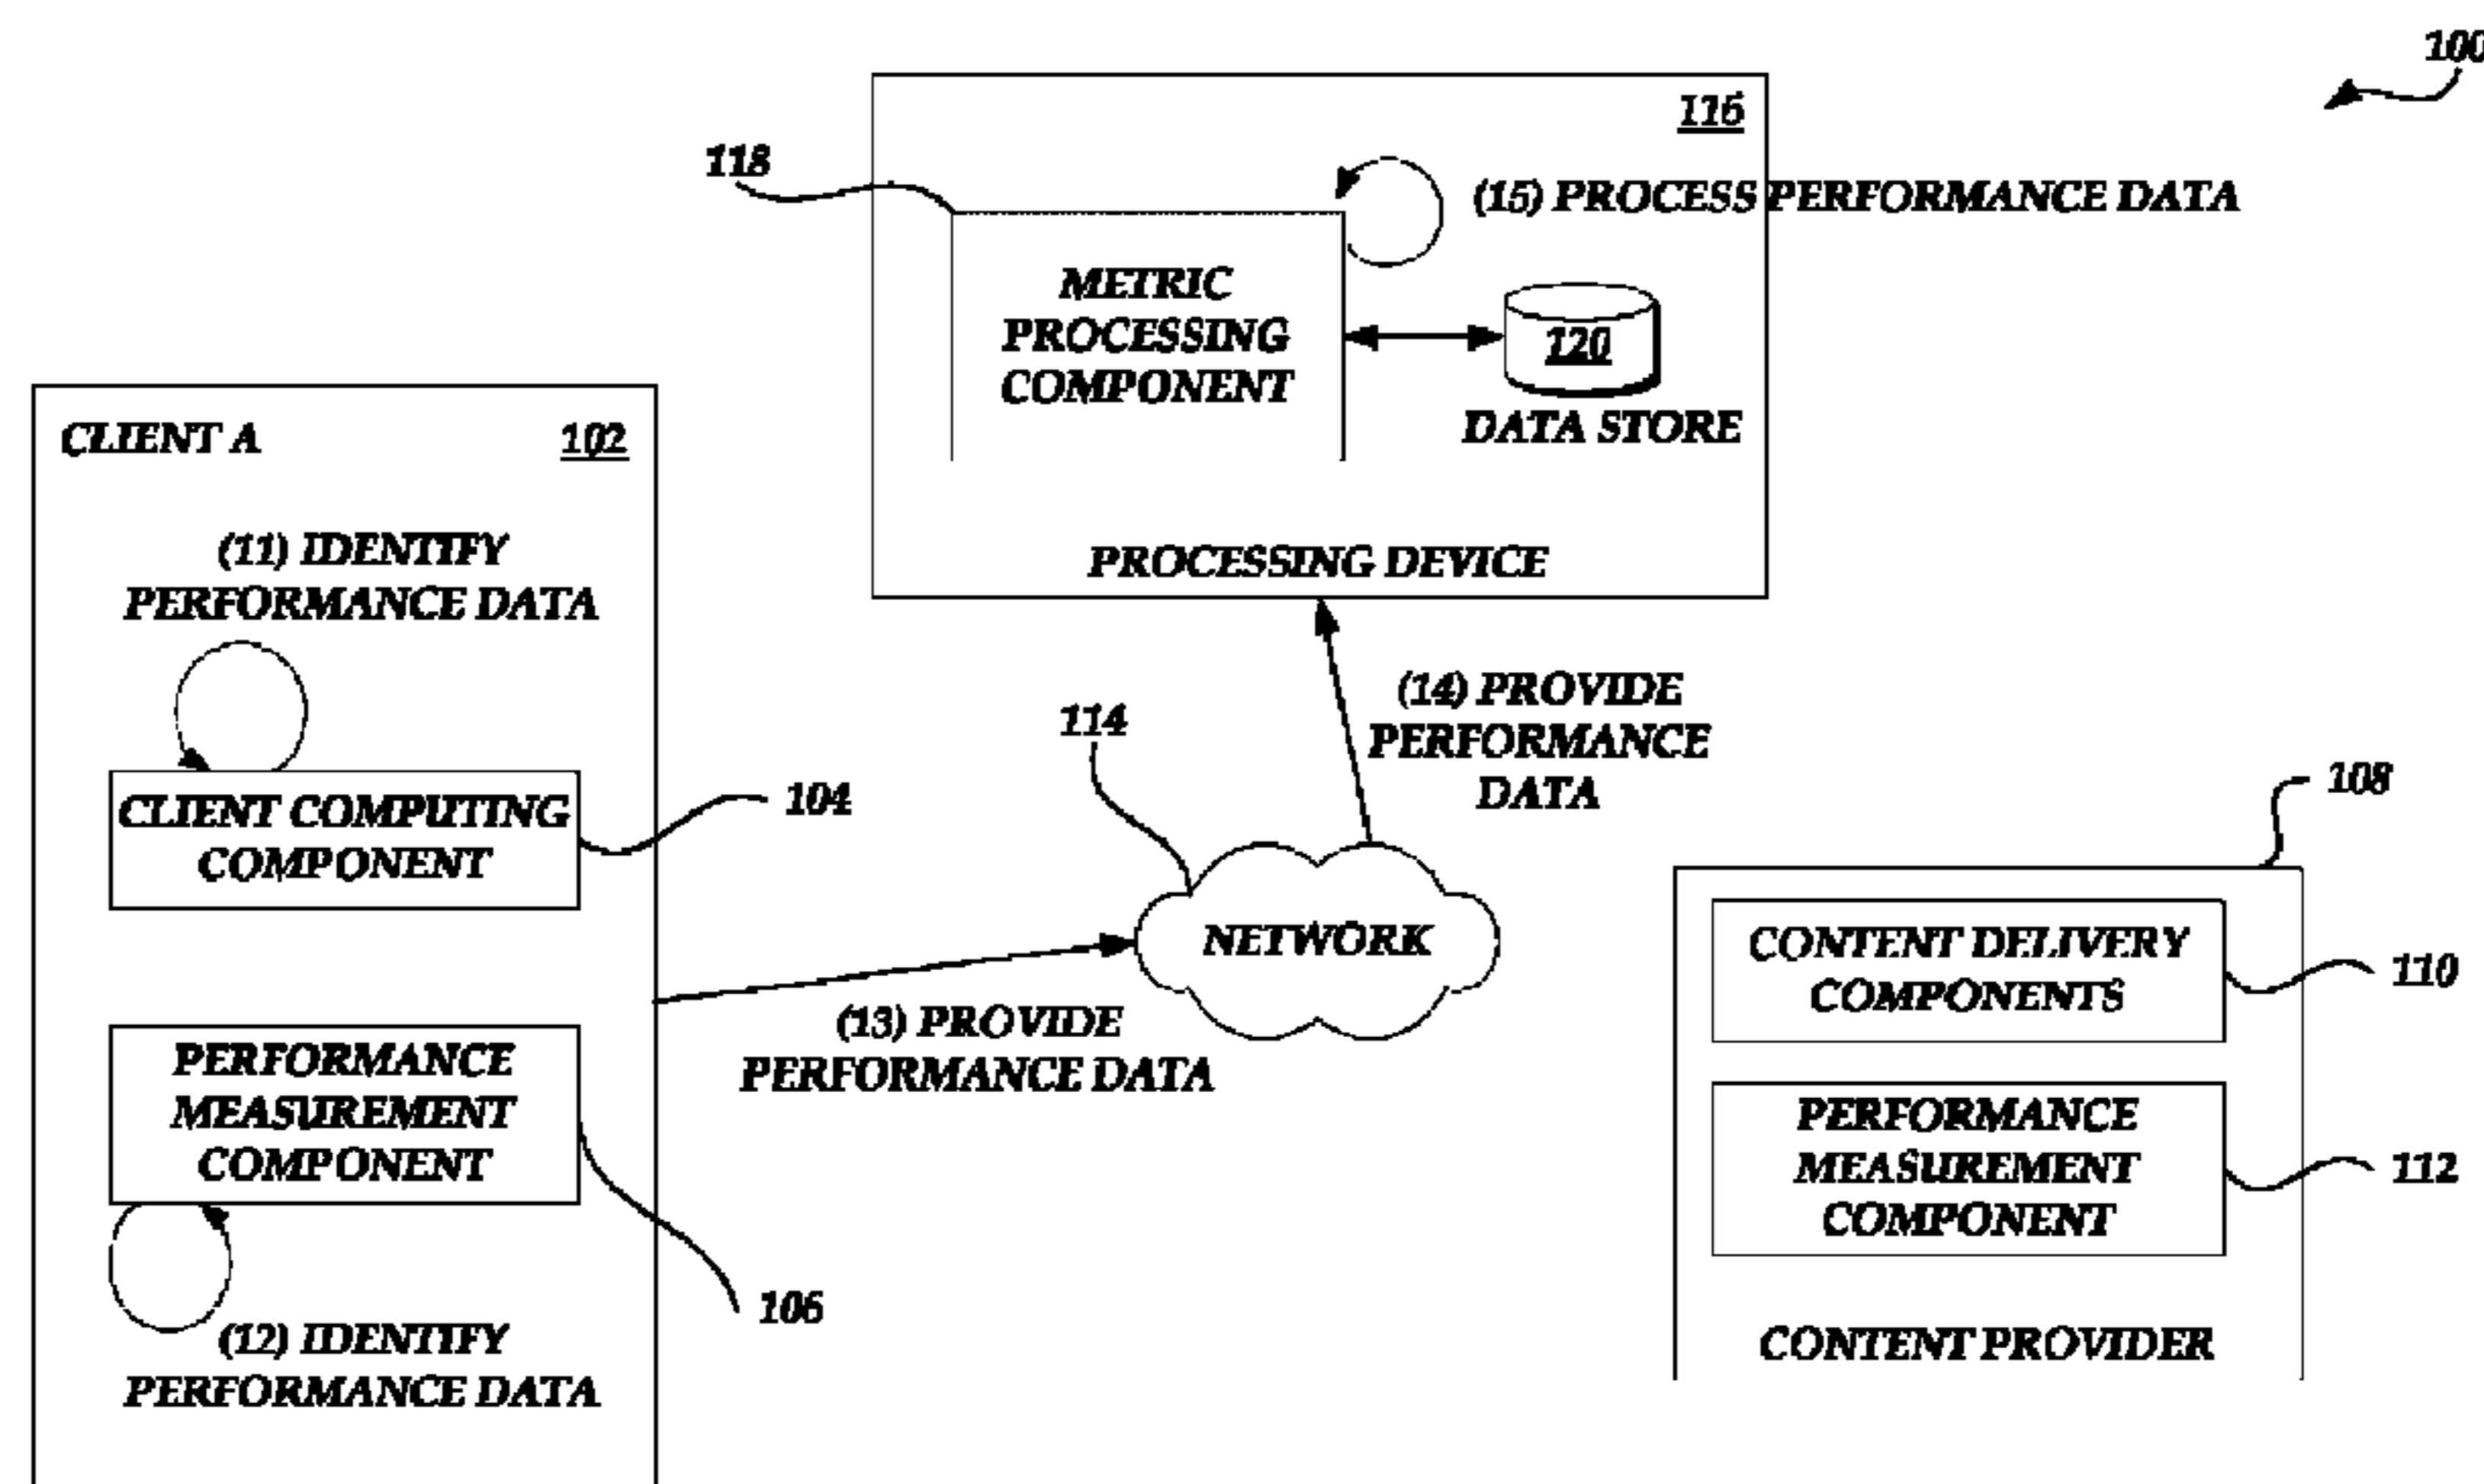 100
116
118
(15) PROCESS PERFORMANCE DATA
METRIC
PROCESSING
COMPONENT
120
DATA STORE
PROCESSING DEVICE
CLIENT A
102
(11) IDENTIFY
PERFORMANCE DATA
CLIENT COMPUTING
COMPONENT
104
PERFORMANCE
MEASUREMENT
COMPONENT
106
(12) IDENTIFY
PERFORMANCE DATA
(13) PROVIDE
PERFORMANCE DATA
114
NETWORK
(14) PROVIDE
PERFORMANCE
DATA
108
CONTENT DELIVERY
COMPONENTS
110
PERFORMANCE
MEASUREMENT
COMPONENT
112
CONTENT PROVIDER